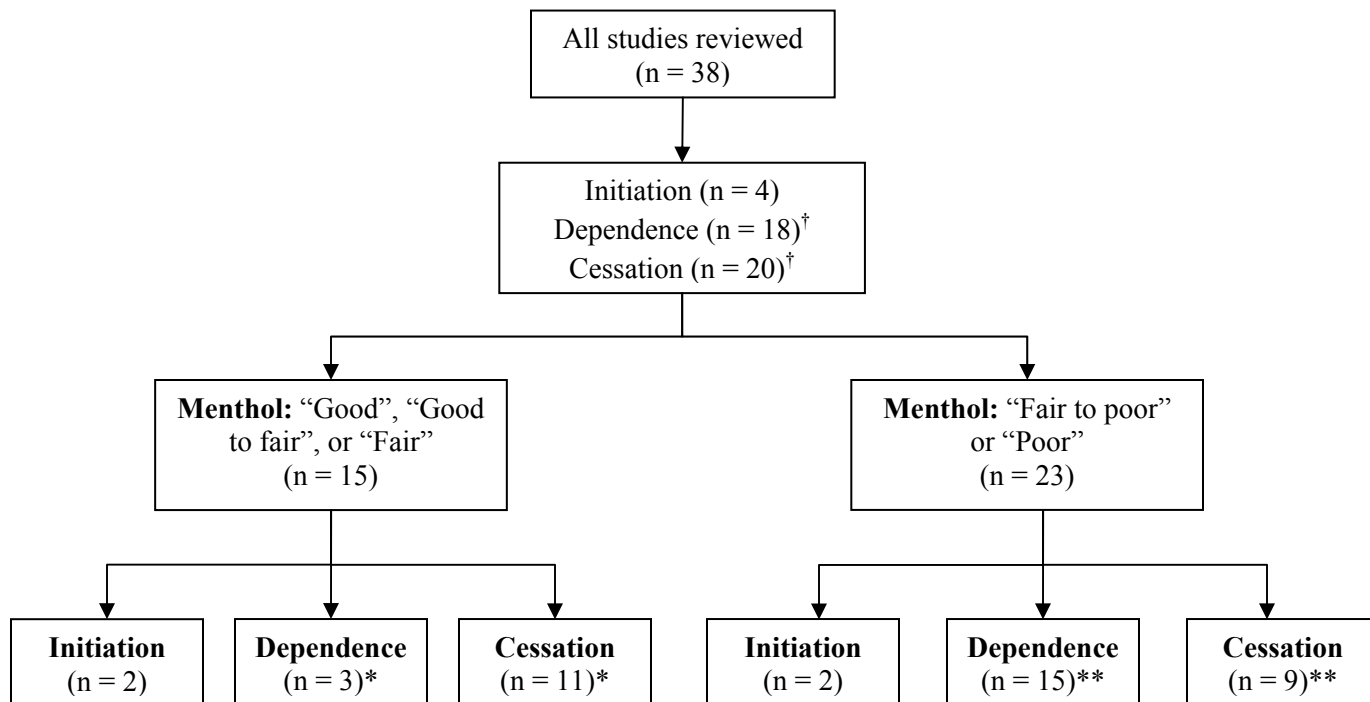 All studies reviewed
(n = 38)
Initiation (n = 4)
Dependence (n = 18)†
Cessation (n = 20)†
Menthol: “Good”, “Good
to fair”, or “Fair”
(n = 15)
Menthol: “Fair to poor”
or “Poor”
(n = 23)
Initiation
(n = 2)
Dependence
(n = 3)*
Cessation
(n = 11)*
Initiation
(n = 2)
Dependence
(n = 15)**
Cessation
(n = 9)**